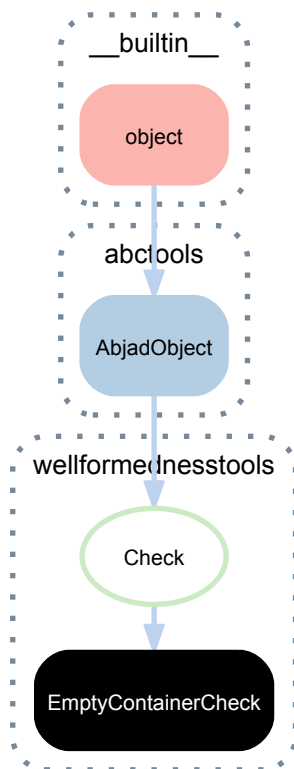 __builtin__
object
abctools
AbjadObject
wellformednesstools
Check
EmptyContainerCheck